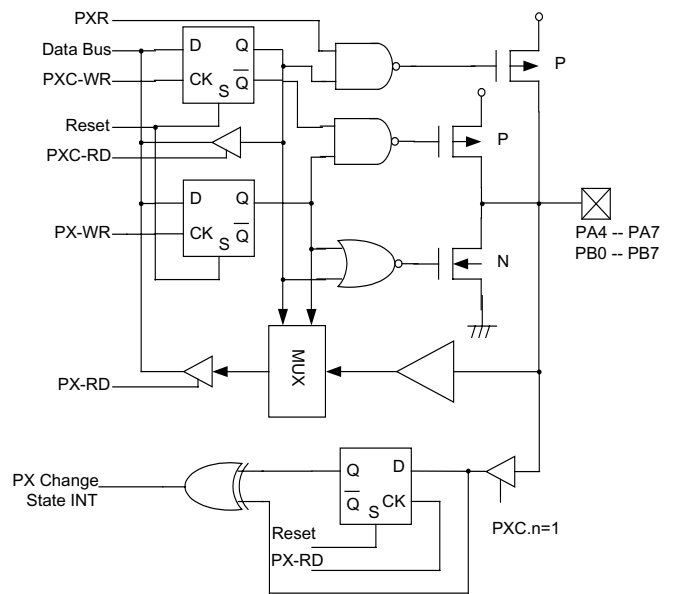 PXR
Data Bus
D
Q
P
PXC-WR
CK
S
Q
Reset
P
PXC-RD
D
Q
PX-WR
CK
S
Q
PA4 -- PA7
PB0 -- PB7
N
MUX
PX-RD
Q
D
PX Change
State INT
Q
S
CK
Reset
PX-RD
PXC.n=1